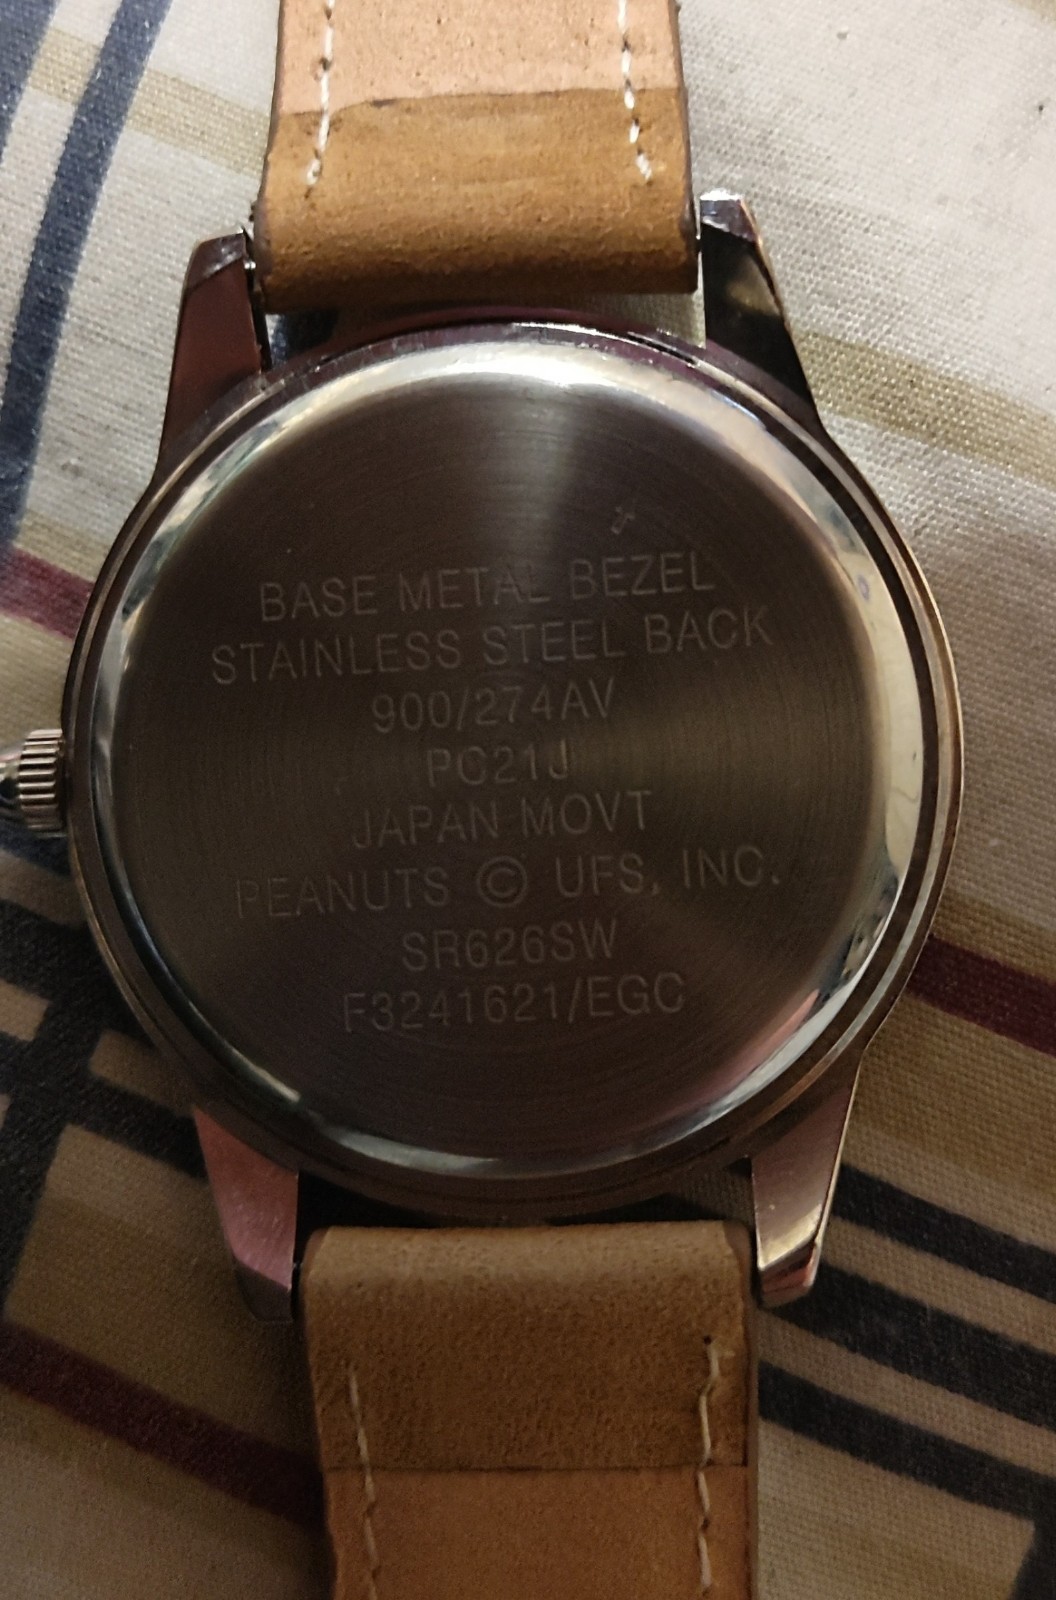 BASE METAL BEZEL
STAINLESS STEEL BACK
900/274AV
PC21J
JAPAN MOVT
PEANUTS © UFS, INC.
SR626SW
F3241621/EGC